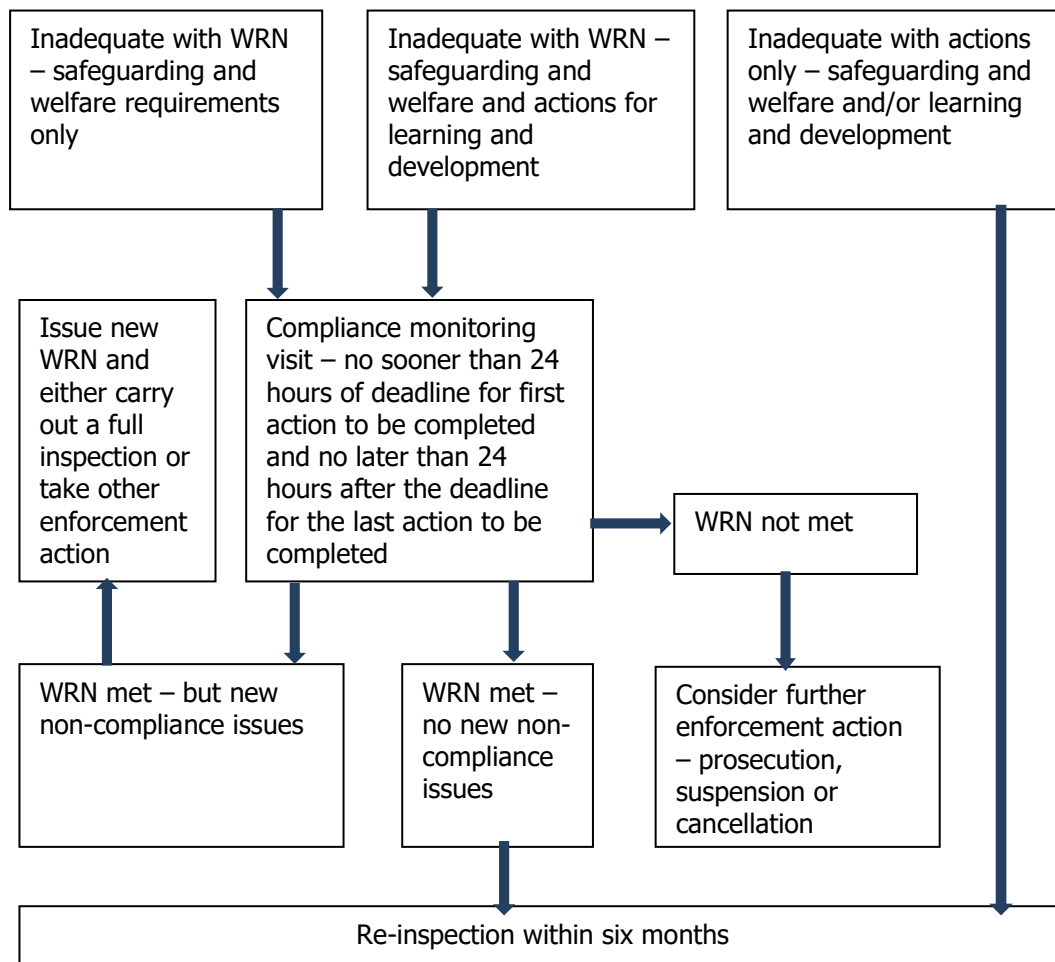 Inadequate with WRN
– safeguarding and
welfare requirements
only
Inadequate with WRN –
safeguarding and
welfare and actions for
learning and
development
Inadequate with actions
only – safeguarding and
welfare and/or learning
and development
Issue new
WRN and
either carry
out a full
inspection or
take other
enforcement
action
Compliance monitoring
visit – no sooner than 24
hours of deadline for first
action to be completed
and no later than 24
hours after the deadline
for the last action to be
completed
WRN not met
WRN met – but new
non-compliance issues
WRN met –
no new non-
compliance
issues
Consider further
enforcement action
– prosecution,
suspension or
cancellation
Re-inspection within six months